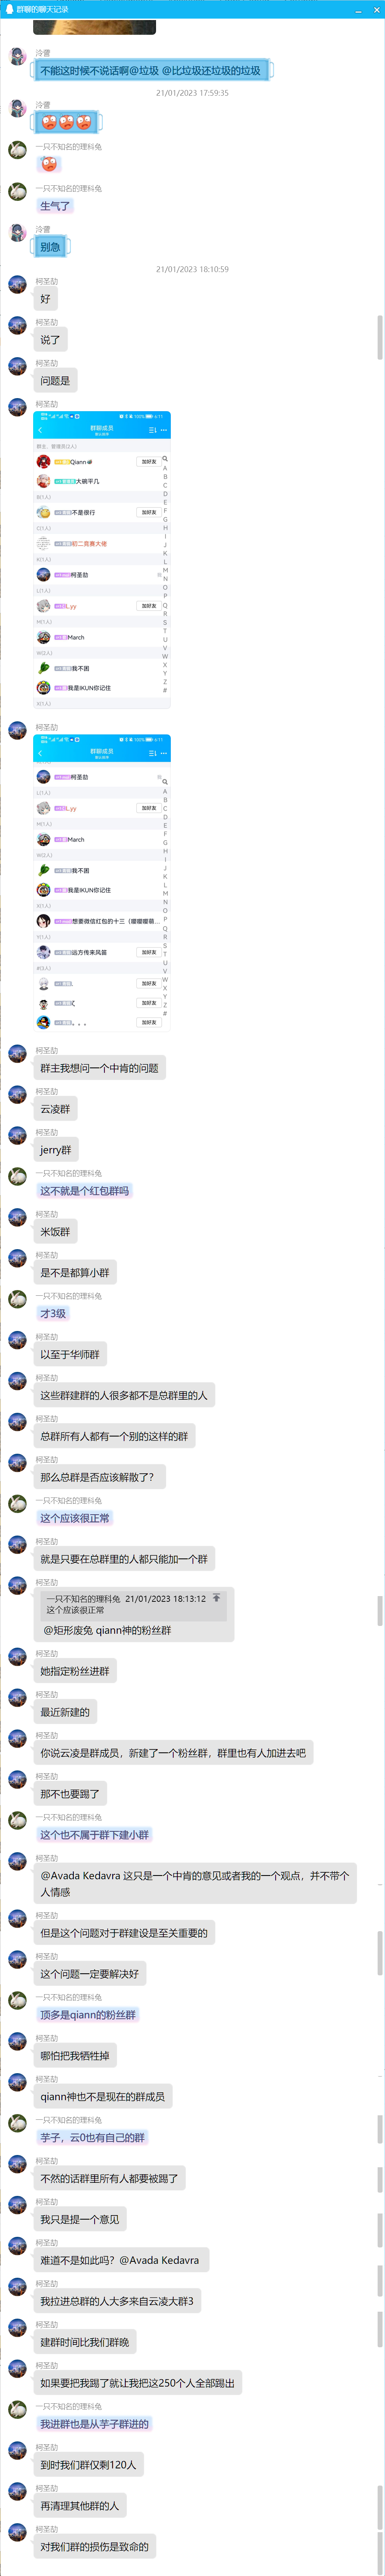 群聊的聊天记录
泠霻
不能这时候不说话啊@垃圾 @比垃圾还垃圾的垃圾
21/01/2023 17:59:35
泠霻
一只不知名的理科兔
一只不知名的理科兔
生气了
泠霻
别急
21/01/2023 18:10:59
柯圣劼
好
柯圣劼
说了
柯圣劼
问题是
柯圣劼
群聊成员
Qiann
加好友
大碗平几
不是很行
加好友
初二竞赛大佬
柯圣劼
yy
加好友
March
我不困
我是IKUN你记住
A
B
C
D
E
F
G
H
I
J
K
L
M
N
O
P
Q
R
S
T
U
V
W
X
Y
Z
#
柯圣劼
群聊成员
柯圣劼
yy
加好友
March
我不困
我是IKUN你记住
想要微信红包的十三
远方传来风笛
加好友
加好友
加好友
。。。
加好友
A
B
C
D
E
F
G
H
I
J
K
L
M
N
O
P
Q
R
S
T
U
V
W
X
Y
Z
#
柯圣劼
群主我想问一个中肯的问题
柯圣劼
云凌群
柯圣劼
jerry群
一只不知名的理科兔
这不就是个红包群吗
柯圣劼
米饭群
柯圣劼
是不是都算小群
一只不知名的理科兔
才3级
柯圣劼
以至于华师群
柯圣劼
这些群建群的人很多都不是总群里的人
柯圣劼
总群所有人都有一个别的这样的群
柯圣劼
那么总群是否应该解散了？
一只不知名的理科兔
这个应该很正常
柯圣劼
就是只要在总群里的人都只能加一个群
柯圣劼
一只不知名的理科兔 21/01/2023 18:13:12
这个应该很正常
@矩形废兔 qiann神的粉丝群
柯圣劼
她指定粉丝进群
柯圣劼
最近新建的
柯圣劼
你说云凌是群成员，新建了一个粉丝群，群里也有人加进去吧
柯圣劼
那不也要踢了
一只不知名的理科兔
这个也不属于群下建小群
柯圣劼
@Avada Kedavra 这只是一个中肯的意见或者我的一个观点，并不带个
人情感
柯圣劼
但是这个问题对于群建设是至关重要的
柯圣劼
这个问题一定要解决好
一只不知名的理科兔
顶多是qiann的粉丝群
柯圣劼
哪怕把我牺牲掉
柯圣劼
qiann神也不是现在的群成员
一只不知名的理科兔
芋子，云0也有自己的群
柯圣劼
不然的话群里所有人都要被踢了
柯圣劼
我只是提一个意见
柯圣劼
难道不是如此吗？@Avada Kedavra
柯圣劼
我拉进总群的人大多来自云凌大群3
柯圣劼
建群时间比我们群晚
柯圣劼
如果要把我踢了就让我把这250个人全部踢出
一只不知名的理科兔
我进群也是从芋子群进的
柯圣劼
到时我们群仅剩120人
柯圣劼
再清理其他群的人
柯圣劼
对我们群的损伤是致命的